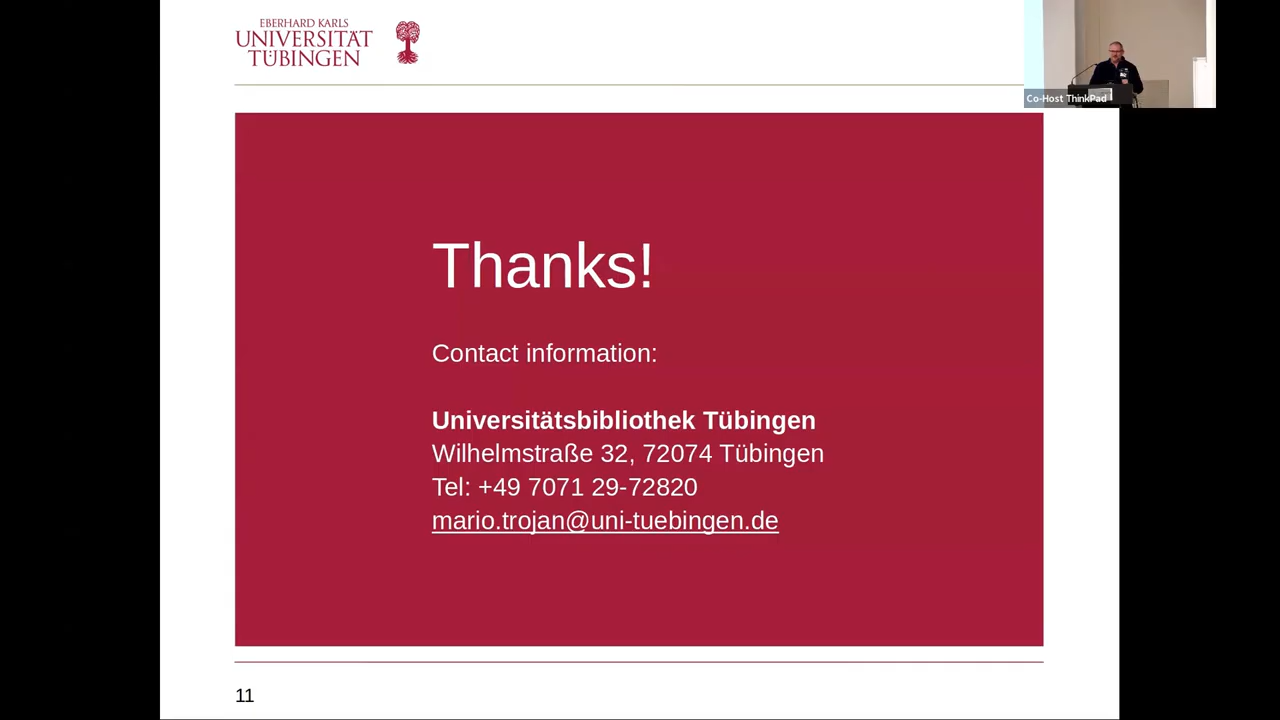 EBERHARD KARLS
UNIVERSITÄT
TÜBINGEN
Co-Host ThinkPad
Thanks!
Contact information:
Universitätsbibliothek Tübingen
Wilhelmstraße 32, 72074 Tübingen
Tel: +49 7071 29-72820
mario.trojan@uni-tuebingen.de
11